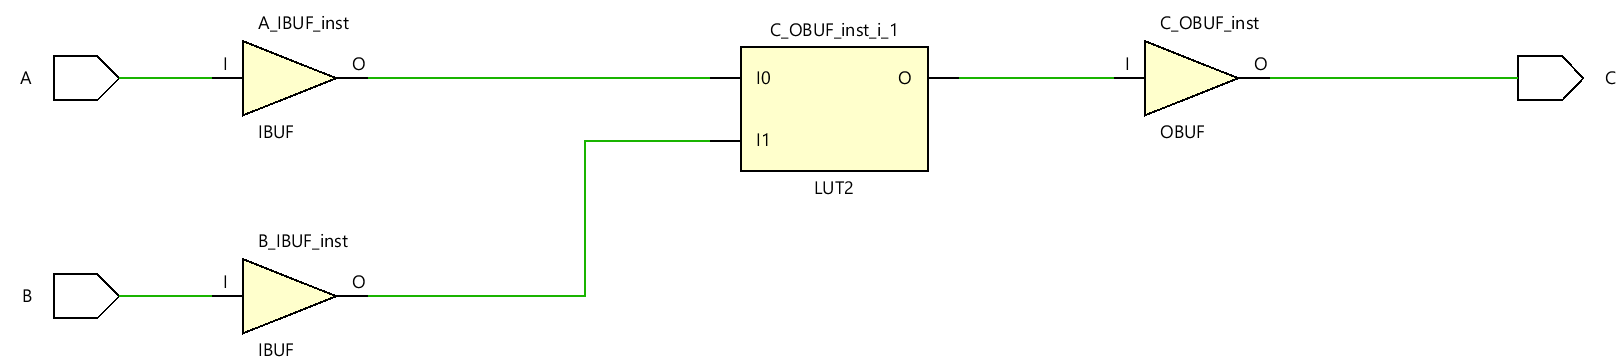 A_IBUF_inst
C_OBUF_inst_i_1
C_OBUF_inst
A
I
O
I0
O
I
O
C
IBUF
OBUF
I1
LUT2
B_IBUF_inst
B
I
O
IBUF